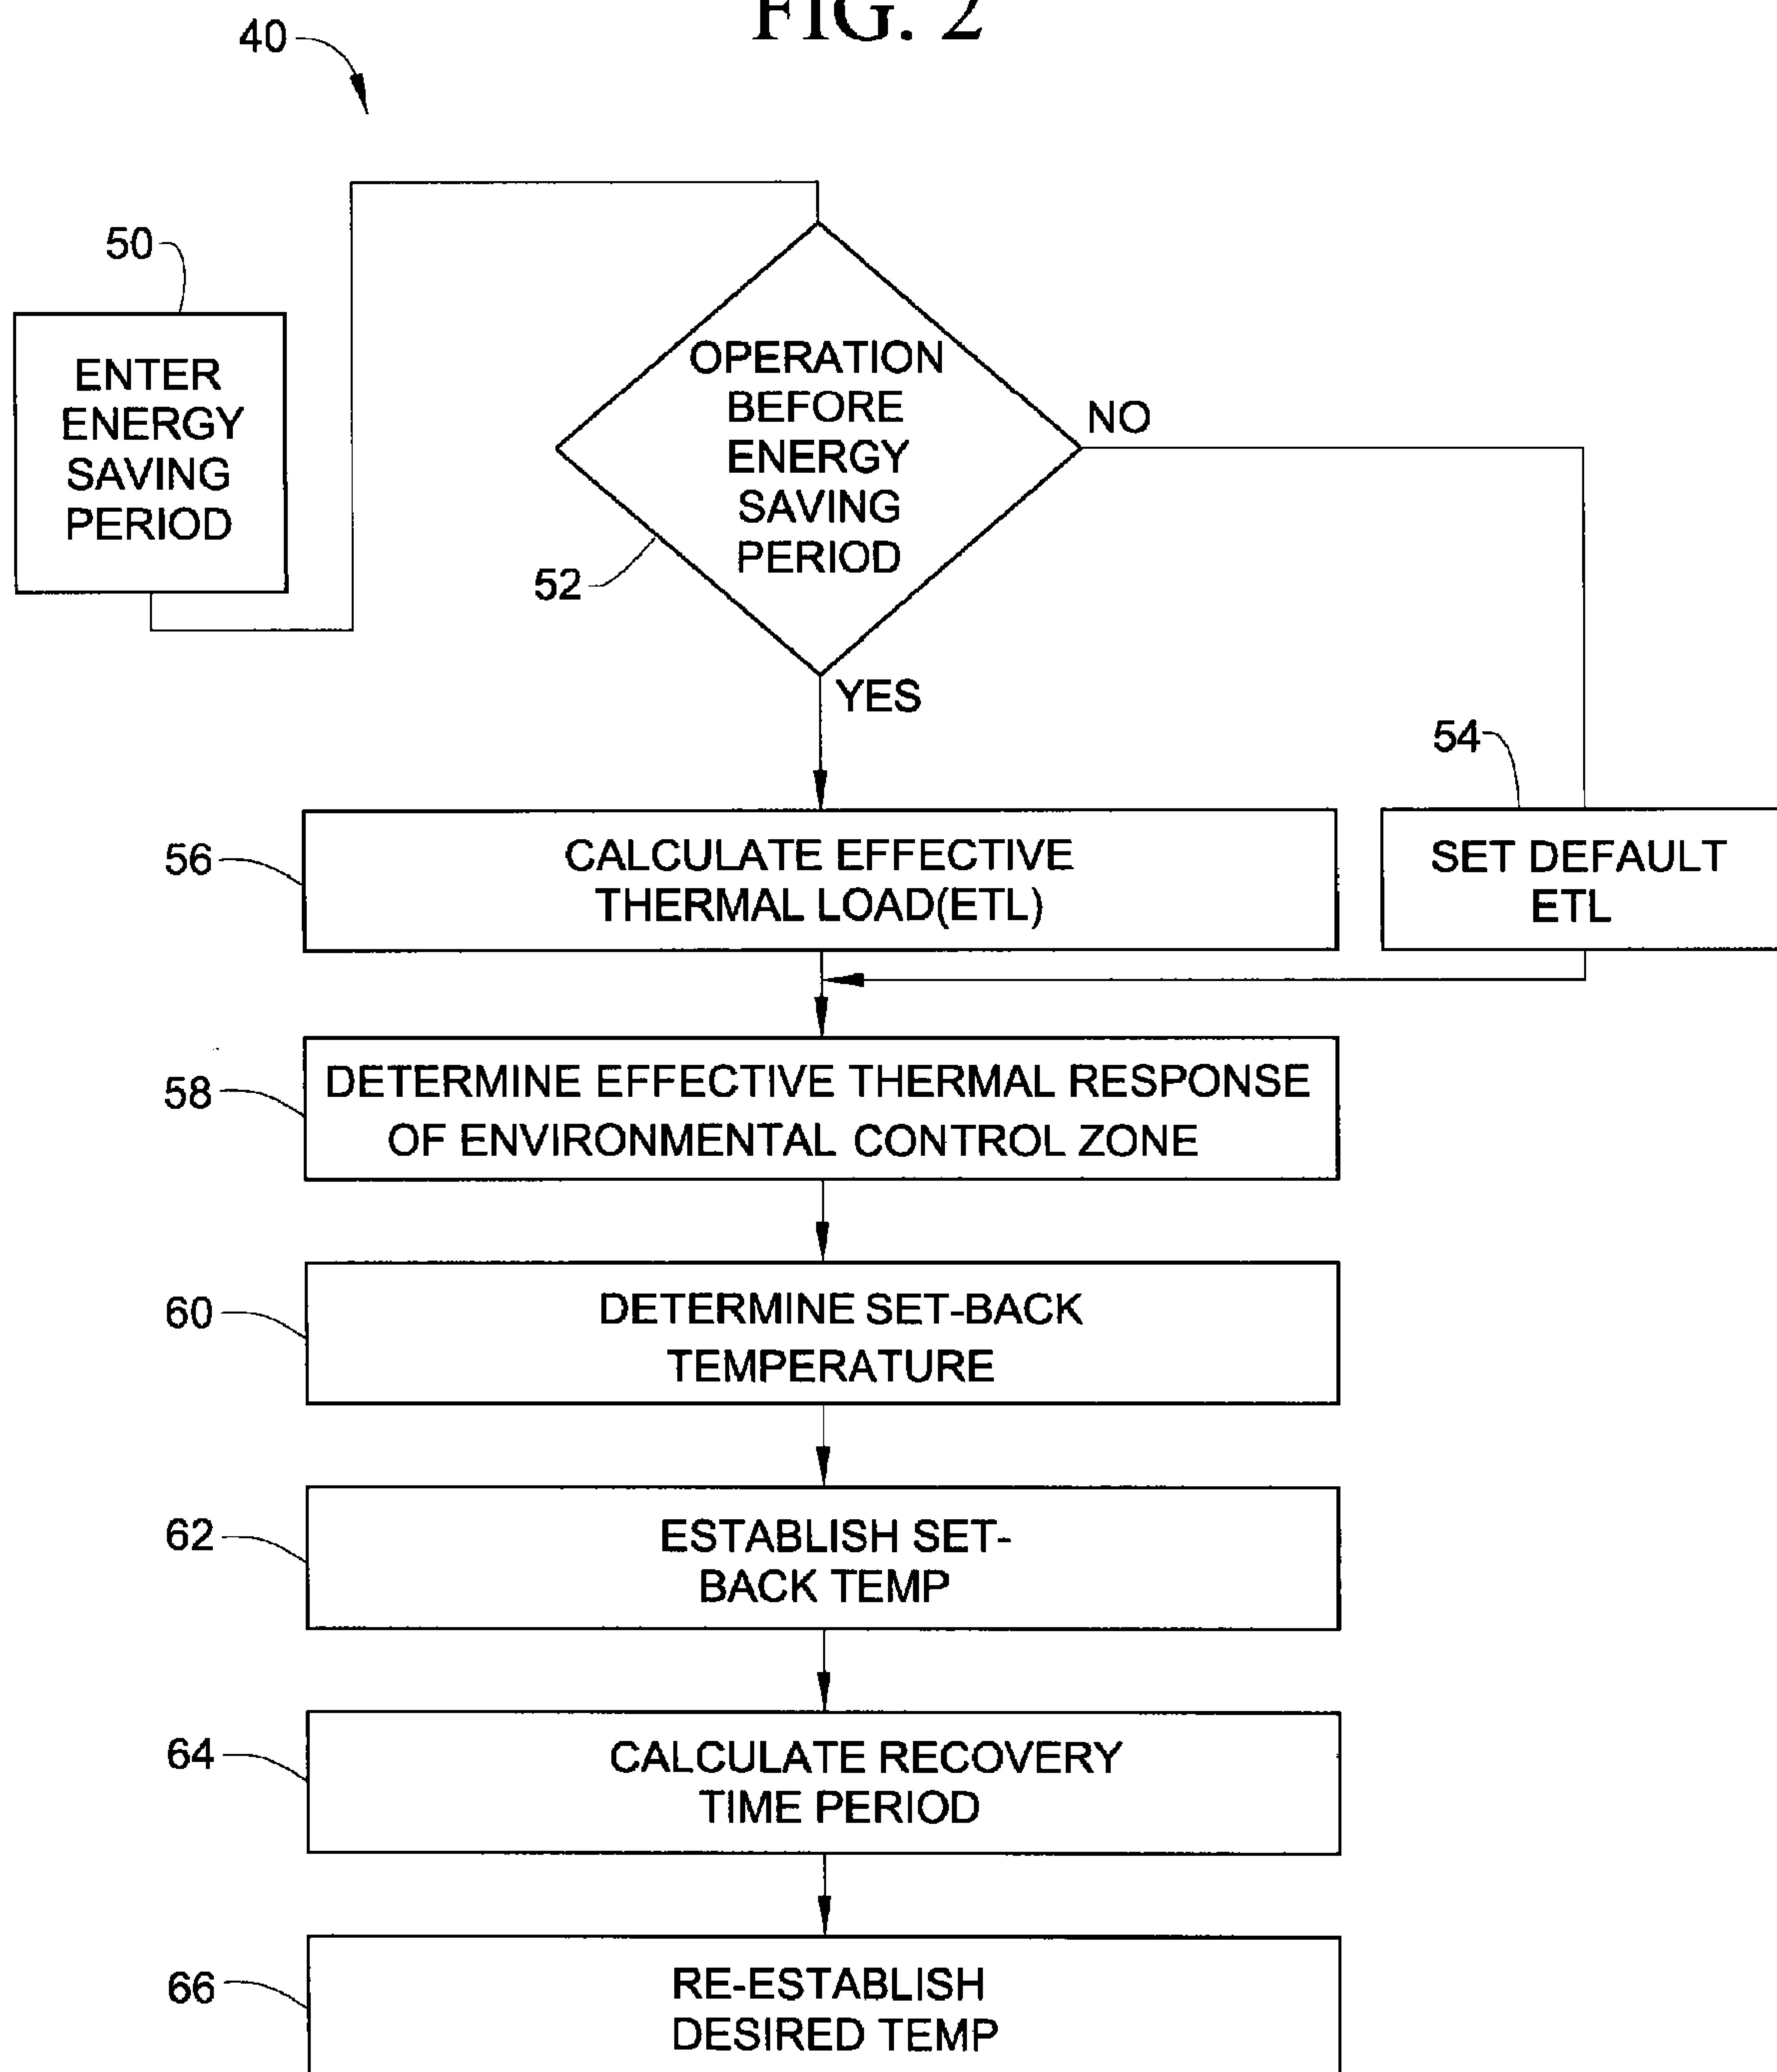 FIG. 2
40
50
ENTER
ENERGY
SAVING
PERIOD
OPERATION
BEFORE
ENERGY
SAVING
PERIOD
52
NO
YES
54
SET DEFAULT
ETL
56
CALCULATE EFFECTIVE
THERMAL LOAD(ETL)
58
DETERMINE EFFECTIVE THERMAL RESPONSE
OF ENVIRONMENTAL CONTROL ZONE
60
DETERMINE SET-BACK
TEMPERATURE
62
ESTABLISH SET-
BACK TEMP
64
CALCULATE RECOVERY
TIME PERIOD
66
RE-ESTABLISH
DESIRED TEMP